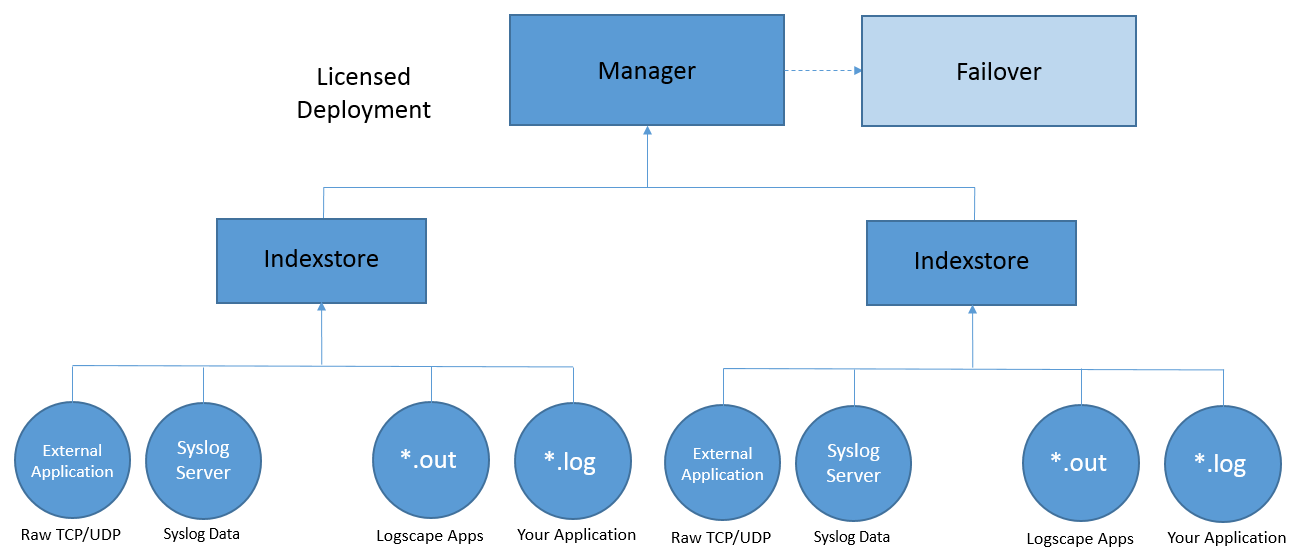 Licensed
Deployment
Manager
Failover
Indexstore
Indexstore
External
Application
Syslog
Server
*.out
*.log
External
Application
Syslog
Server
*.out
*.log
Raw TCP/UDP
Syslog Data
Logscape Apps
Your Application
Raw TCP/UDP
Syslog Data
Logscape Apps
Your Application